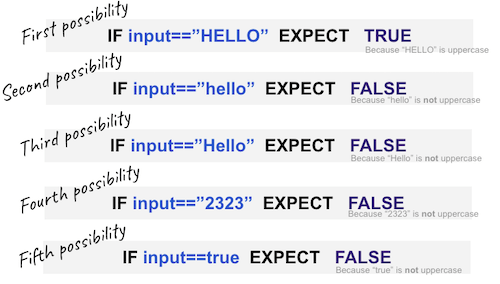 First possibility
IF input==”HELLO” EXPECT TRUE
Because “HELLO” is uppercase
Second possibility
IF input==”hello” EXPECT FALSE
Because “hello” is not uppercase
Third possibility
IF input==”Hello” EXPECT FALSE
Because “Hello” is not uppercase
Fourth possibility
IF input==”2323” EXPECT FALSE
Because “2323” is not uppercase
Fifth possibility
IF input==true EXPECT FALSE
Because “true” is not uppercase